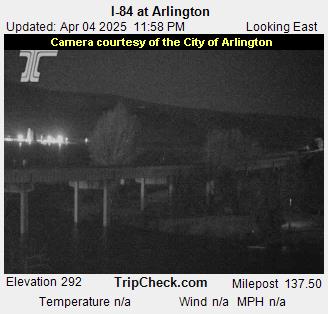 I-84 at Arlington
Updated: Apr 04 2025 11:58 PM Looking East
Camera courtesy of the City of Arlington
Elevation 292 TripCheck.com Milepost 137.50
Temperature n/a Wind n/a MPH n/a